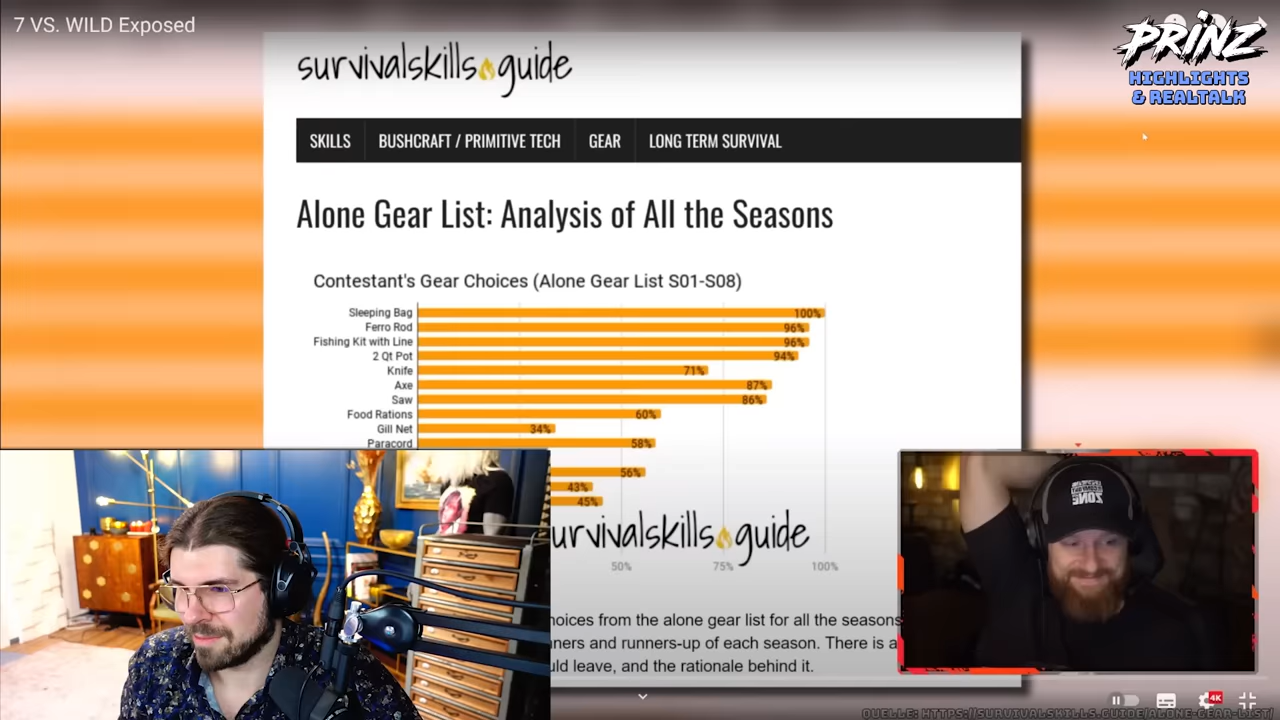 7 VS. WILD Exposed
PRINZ
HIGHLIGHTS
& REALTALK
survivalskills guide
SKILLS
BUSHCRAFT / PRIMITIVE TECH
GEAR
LONG TERM SURVIVAL
Alone Gear List: Analysis of All the Seasons
Contestant's Gear Choices (Alone Gear List S01-S08)
Sleeping Bag 100%
Ferro Rod 96%
Fishing Kit with Line 96%
2 Qt Pot 94%
Knife 71%
Axe 87%
Saw 86%
Food Rations 60%
Gill Net 34%
Paracord 58%
56%
43%
45%
urvivalskills guide
50% 75% 100%
hoices from the alone gear list for all the seasons
ners and runners-up of each season. There is a
uld leave, and the rationale behind it.
ZONE
4K
QUELLE: HTTPS://SURVIVALSKILLS.GUIDE/ALONE-GEAR-LIST/